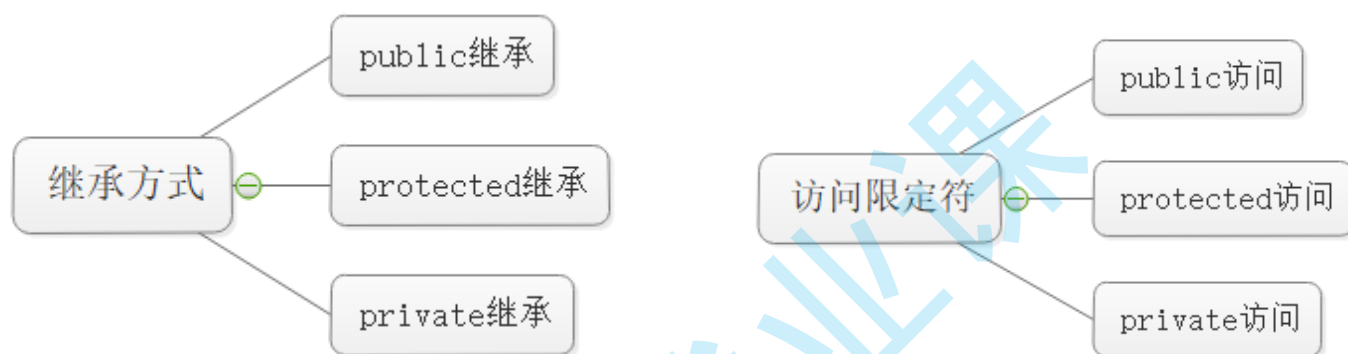 public继承
继承方式
protected继承
private继承
public访问
访问限定符
protected访问
private访问
业课